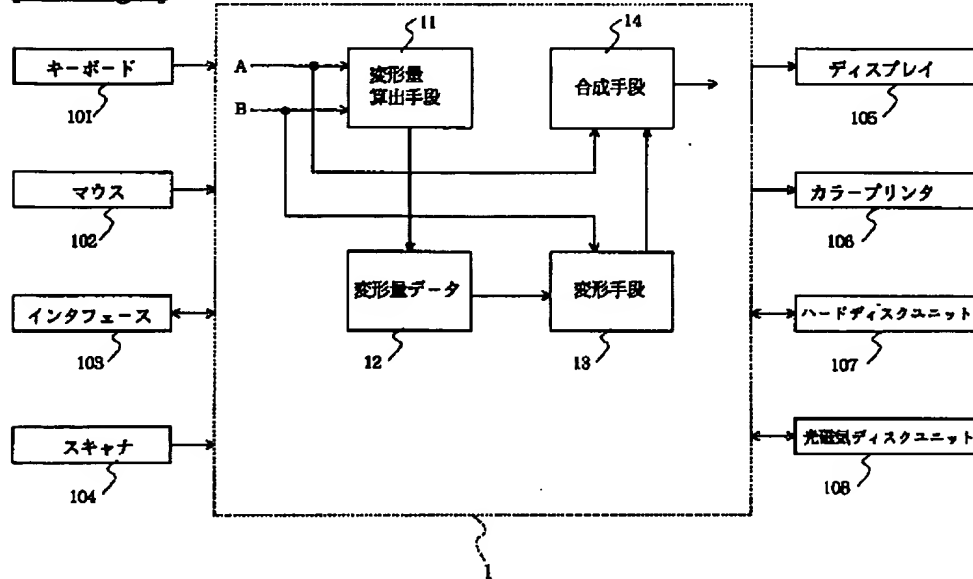 キーボード
101
マウス
102
インタフェース
103
スキャナ
104
A
B
11
変形量
算出手段
14
合成手段
変形量データ
12
変形手段
13
1
ディスプレイ
105
カラープリンタ
106
ハードディスクユニット
107
光磁気ディスクユニット
108